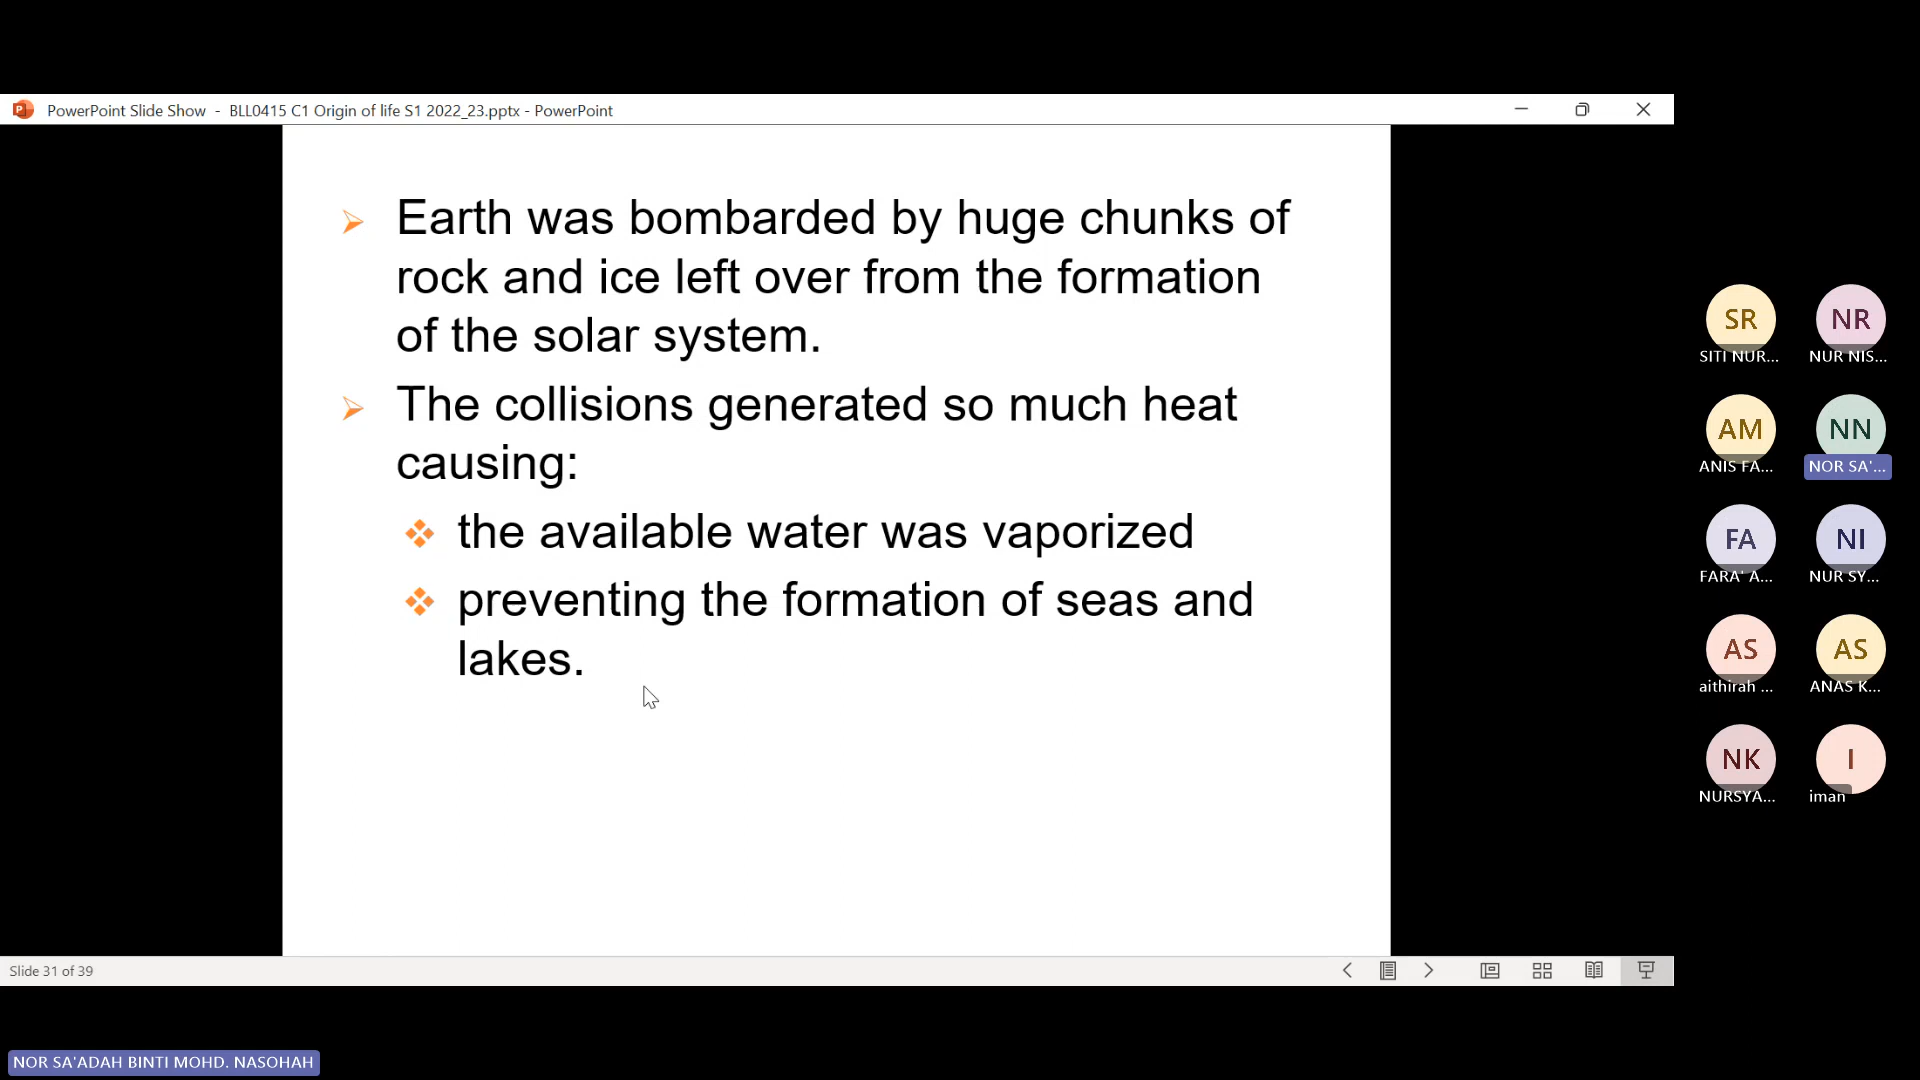 PowerPoint Slide Show - BLL0415 C1 Origin of life S1 2022_23.pptx - PowerPoint
Earth was bombarded by huge chunks of
rock and ice left over from the formation
of the solar system.
The collisions generated so much heat
causing:
the available water was vaporized
preventing the formation of seas and
lakes.
SR
NR
SITI NUR...
NUR NIS...
AM
NN
ANIS FA...
NOR SA'...
FA
NI
FARA' A...
NUR SY...
AS
AS
aithirah ...
ANAS K...
NK
I
NURSYA...
iman
Slide 31 of 39
NOR SA'ADAH BINTI MOHD. NASOHAH